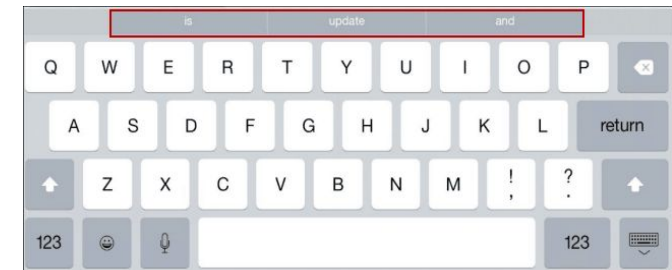 is update and
Q W E R T Y U I O P
A S D F G H J K L return
Z X C V B N M ! , ? .
123 123